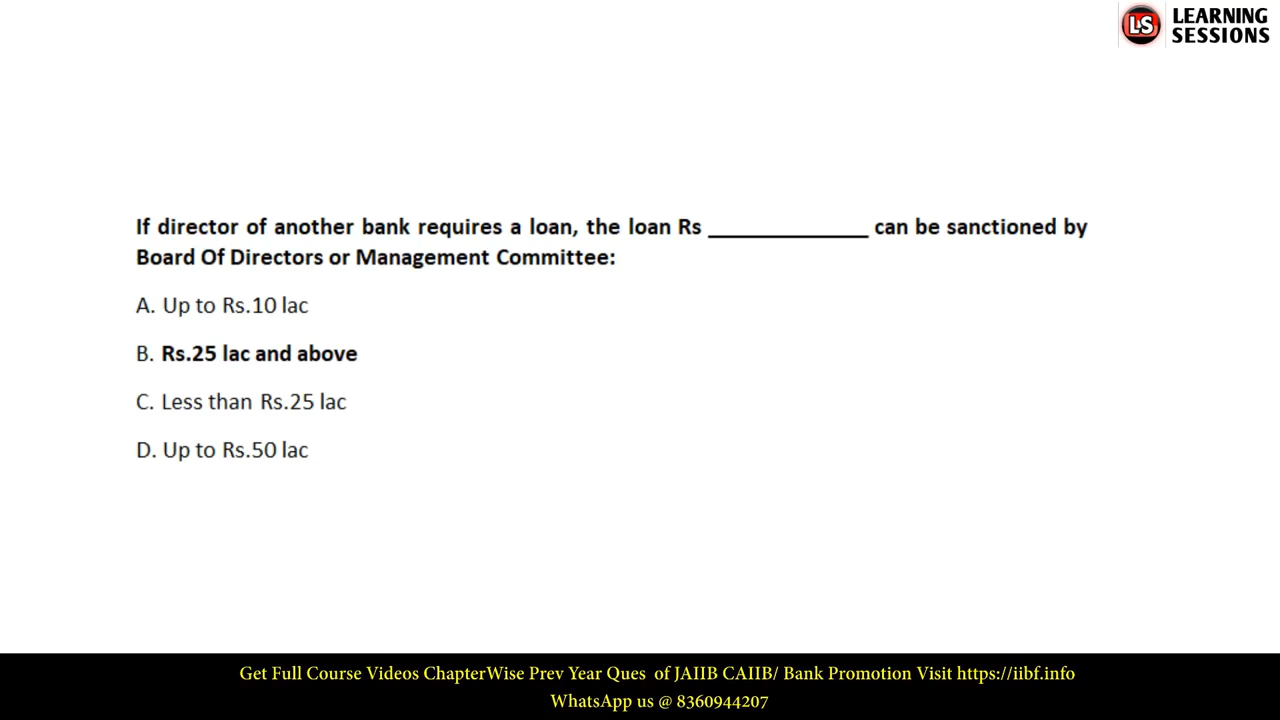 LS LEARNING
SESSIONS
If director of another bank requires a loan, the loan Rs ______________ can be sanctioned by
Board Of Directors or Management Committee:
A. Up to Rs.10 lac
B. Rs.25 lac and above
C. Less than Rs.25 lac
D. Up to Rs.50 lac
Get Full Course Videos ChapterWise Prev Year Ques of JAIIB CAIIB/ Bank Promotion Visit https://iibf.info
WhatsApp us @ 8360944207